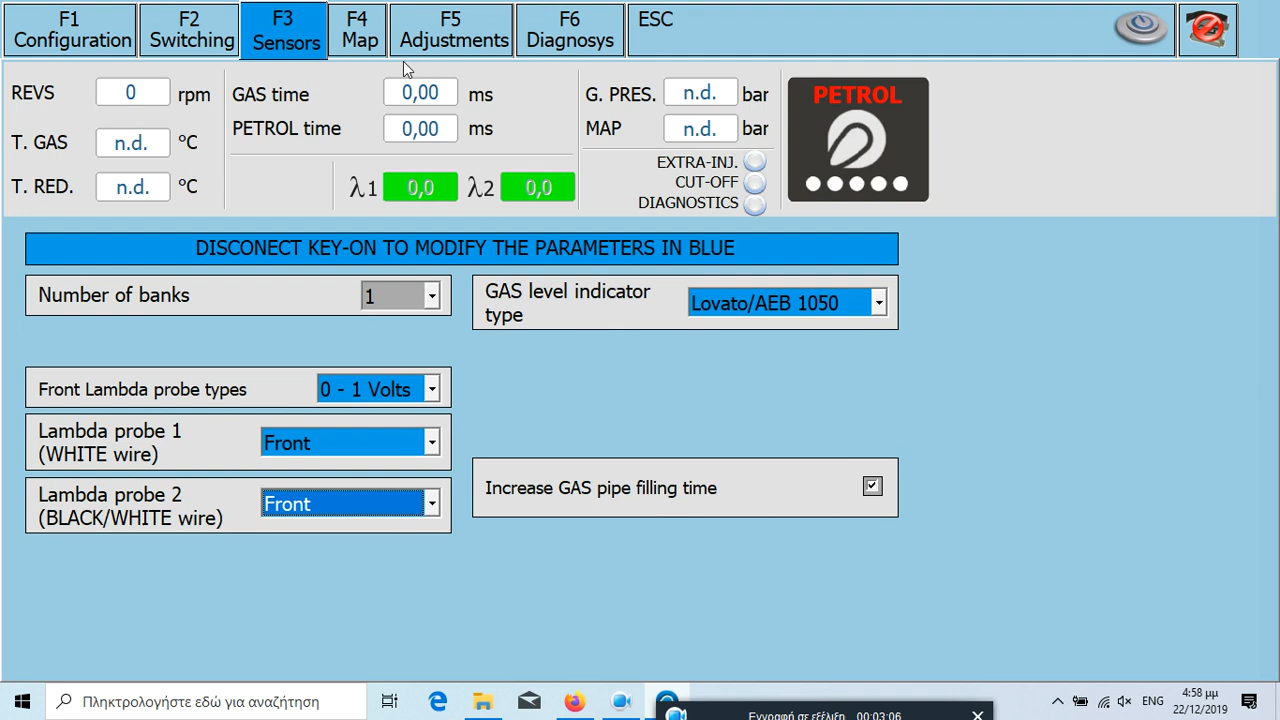 F1 Configuration
F2 Switching
F3 Sensors
F4 Map
F5 Adjustments
F6 Diagnosys
ESC
REVS 0 rpm
T. GAS n.d. °C
T. RED. n.d. °C
GAS time 0,00 ms
PETROL time 0,00 ms
λ1 0,0 λ2 0,0
G. PRES. n.d. bar
MAP n.d. bar
EXTRA-INJ.
CUT-OFF
DIAGNOSTICS
PETROL
DISCONECT KEY-ON TO MODIFY THE PARAMETERS IN BLUE
Number of banks 1
GAS level indicator
type
Lovato/AEB 1050
Front Lambda probe types 0 - 1 Volts
Lambda probe 1
(WHITE wire)
Front
Lambda probe 2
(BLACK/WHITE wire)
Front
Increase GAS pipe filling time
Πληκτρολογήστε εδώ για αναζήτηση
Εγγραφή σε εξέλιξη 00:03:06
ENG
4:58 μμ
22/12/2019